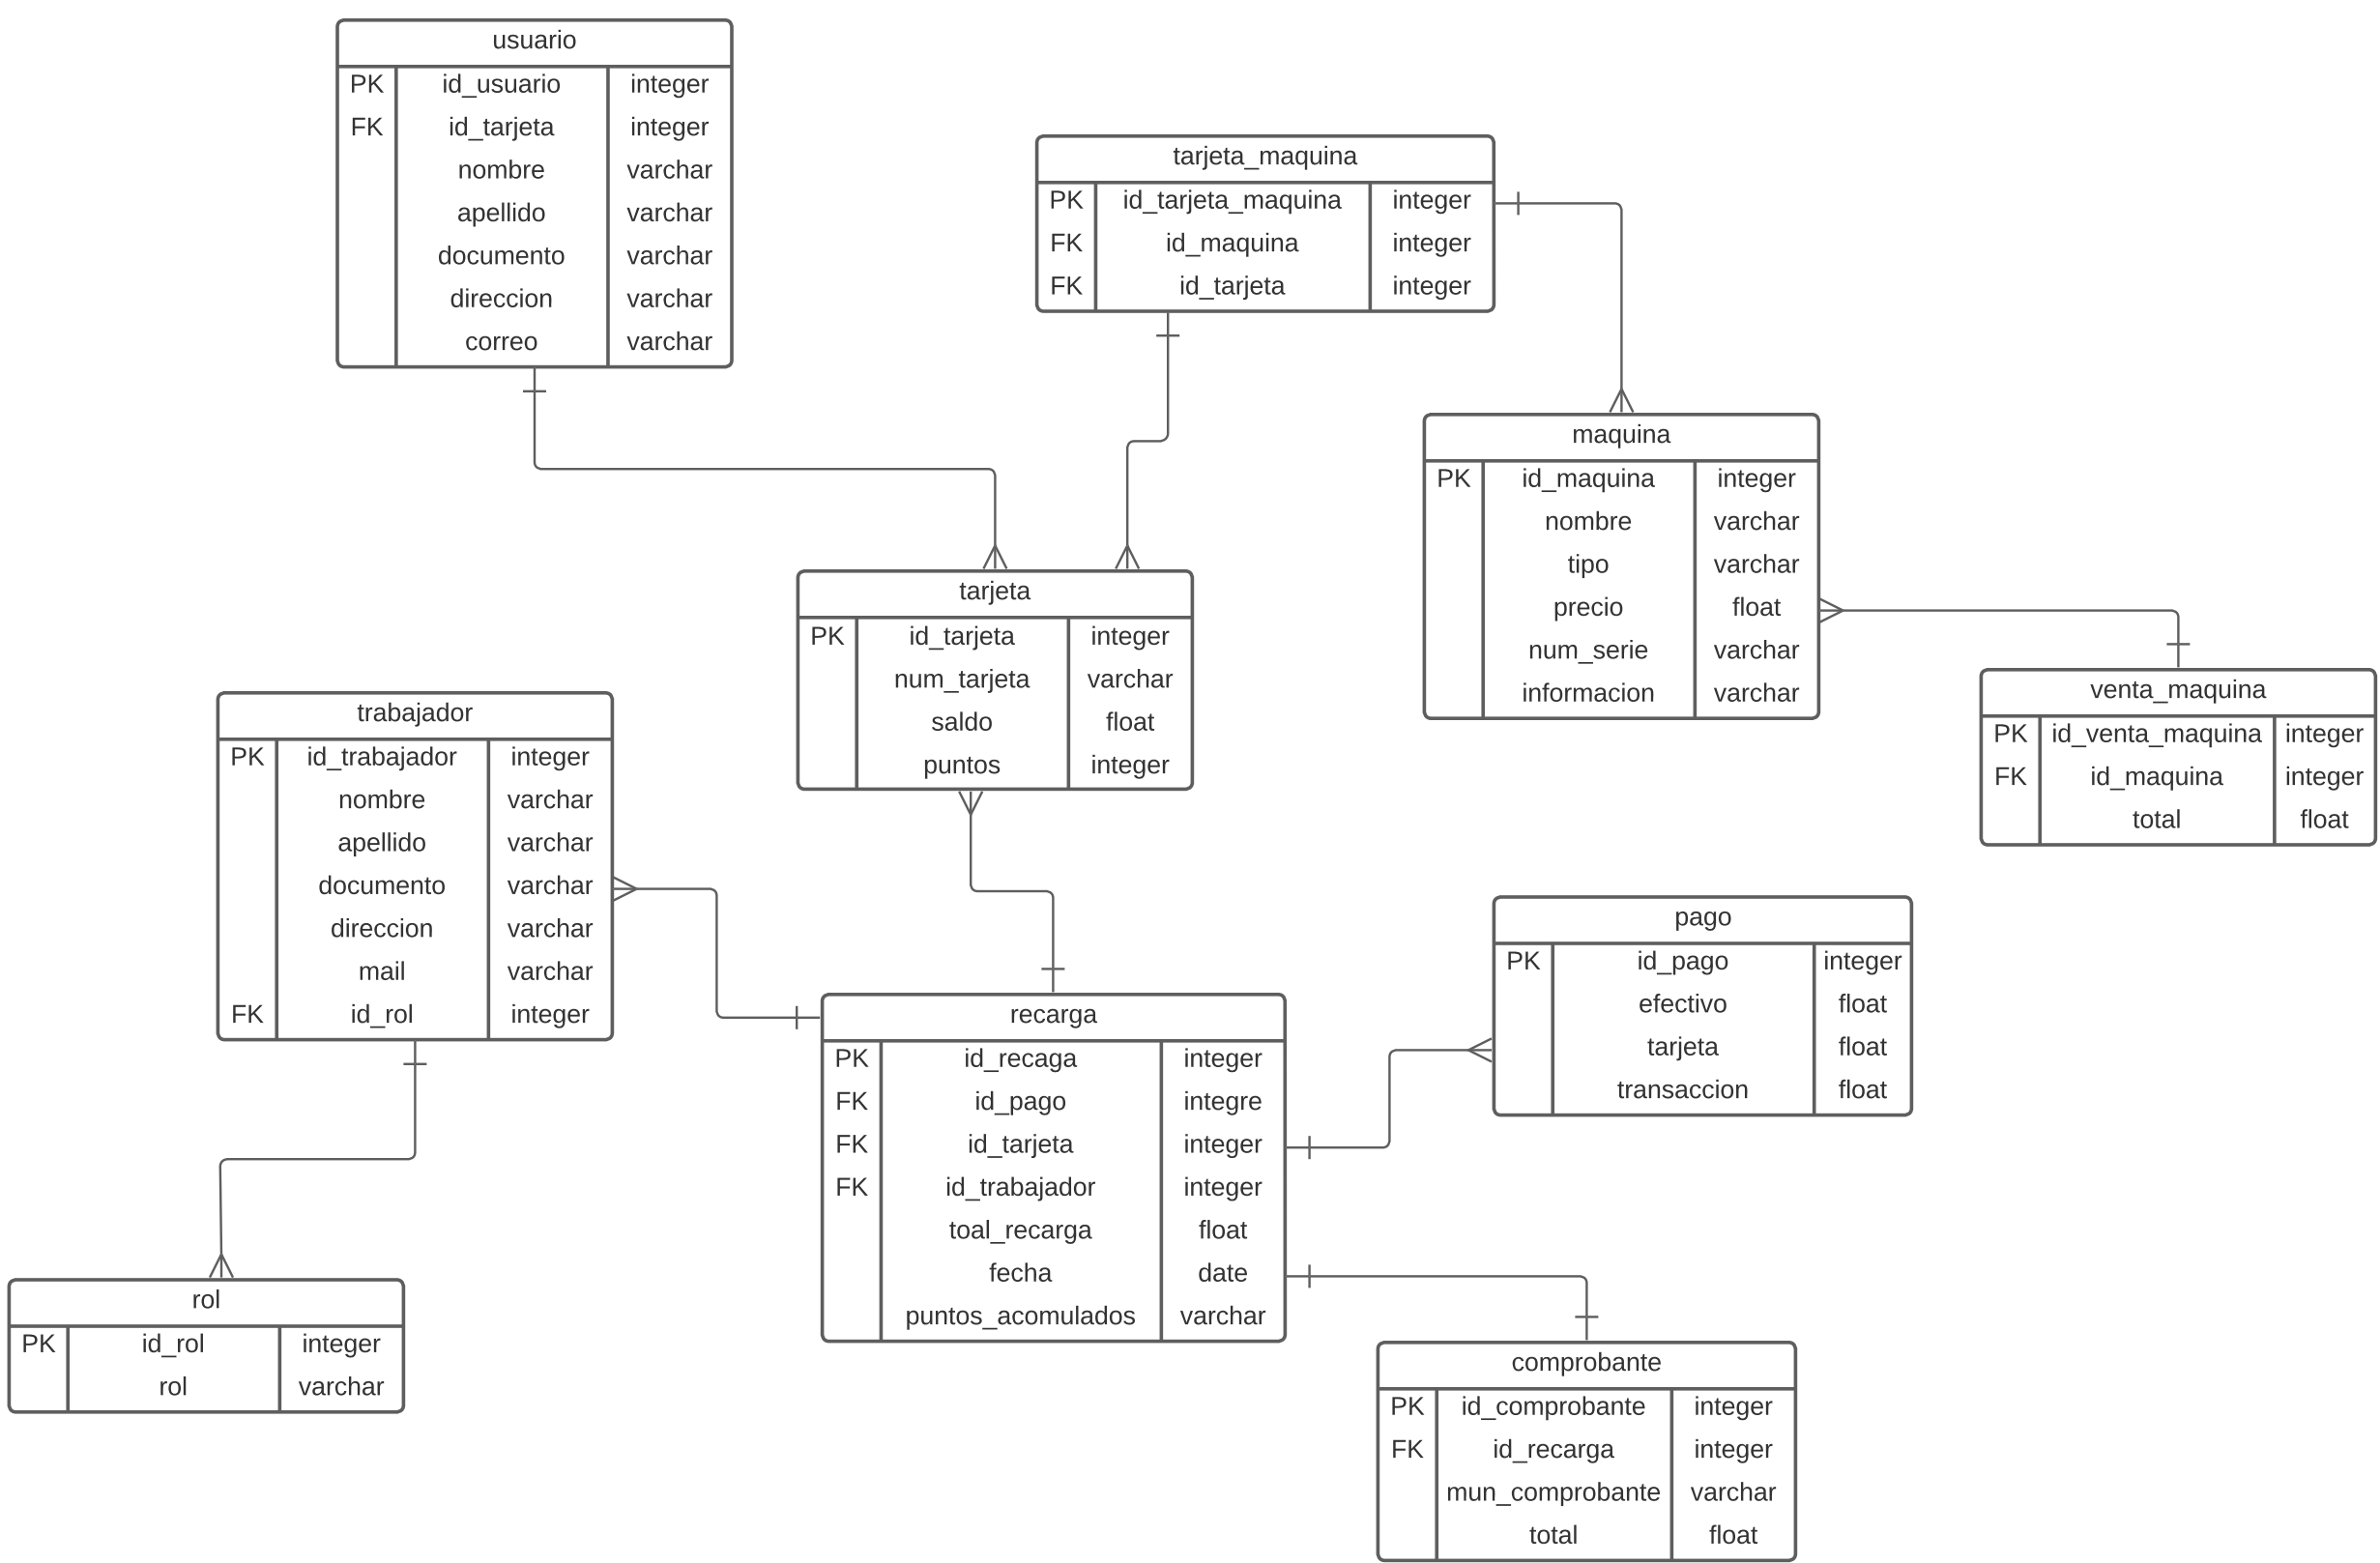 usuario
PK id_usuario integer
FK id_tarjeta integer
nombre varchar
apellido varchar
documento varchar
direccion varchar
correo varchar
tarjeta_maquina
PK id_tarjeta_maquina integer
FK id_maquina integer
FK id_tarjeta integer
maquina
PK id_maquina integer
nombre varchar
tipo varchar
precio float
num_serie varchar
informacion varchar
tarjeta
PK id_tarjeta integer
num_tarjeta varchar
saldo float
puntos integer
venta_maquina
PK id_venta_maquina integer
FK id_maquina integer
total float
trabajador
PK id_trabajador integer
nombre varchar
apellido varchar
documento varchar
direccion varchar
mail varchar
FK id_rol integer
pago
PK id_pago integer
efectivo float
tarjeta float
transaccion float
recarga
PK id_recaga integer
FK id_pago integre
FK id_tarjeta integer
FK id_trabajador integer
toal_recarga float
fecha date
puntos_acomulados varchar
rol
PK id_rol integer
rol varchar
comprobante
PK id_comprobante integer
FK id_recarga integer
mun_comprobante varchar
total float